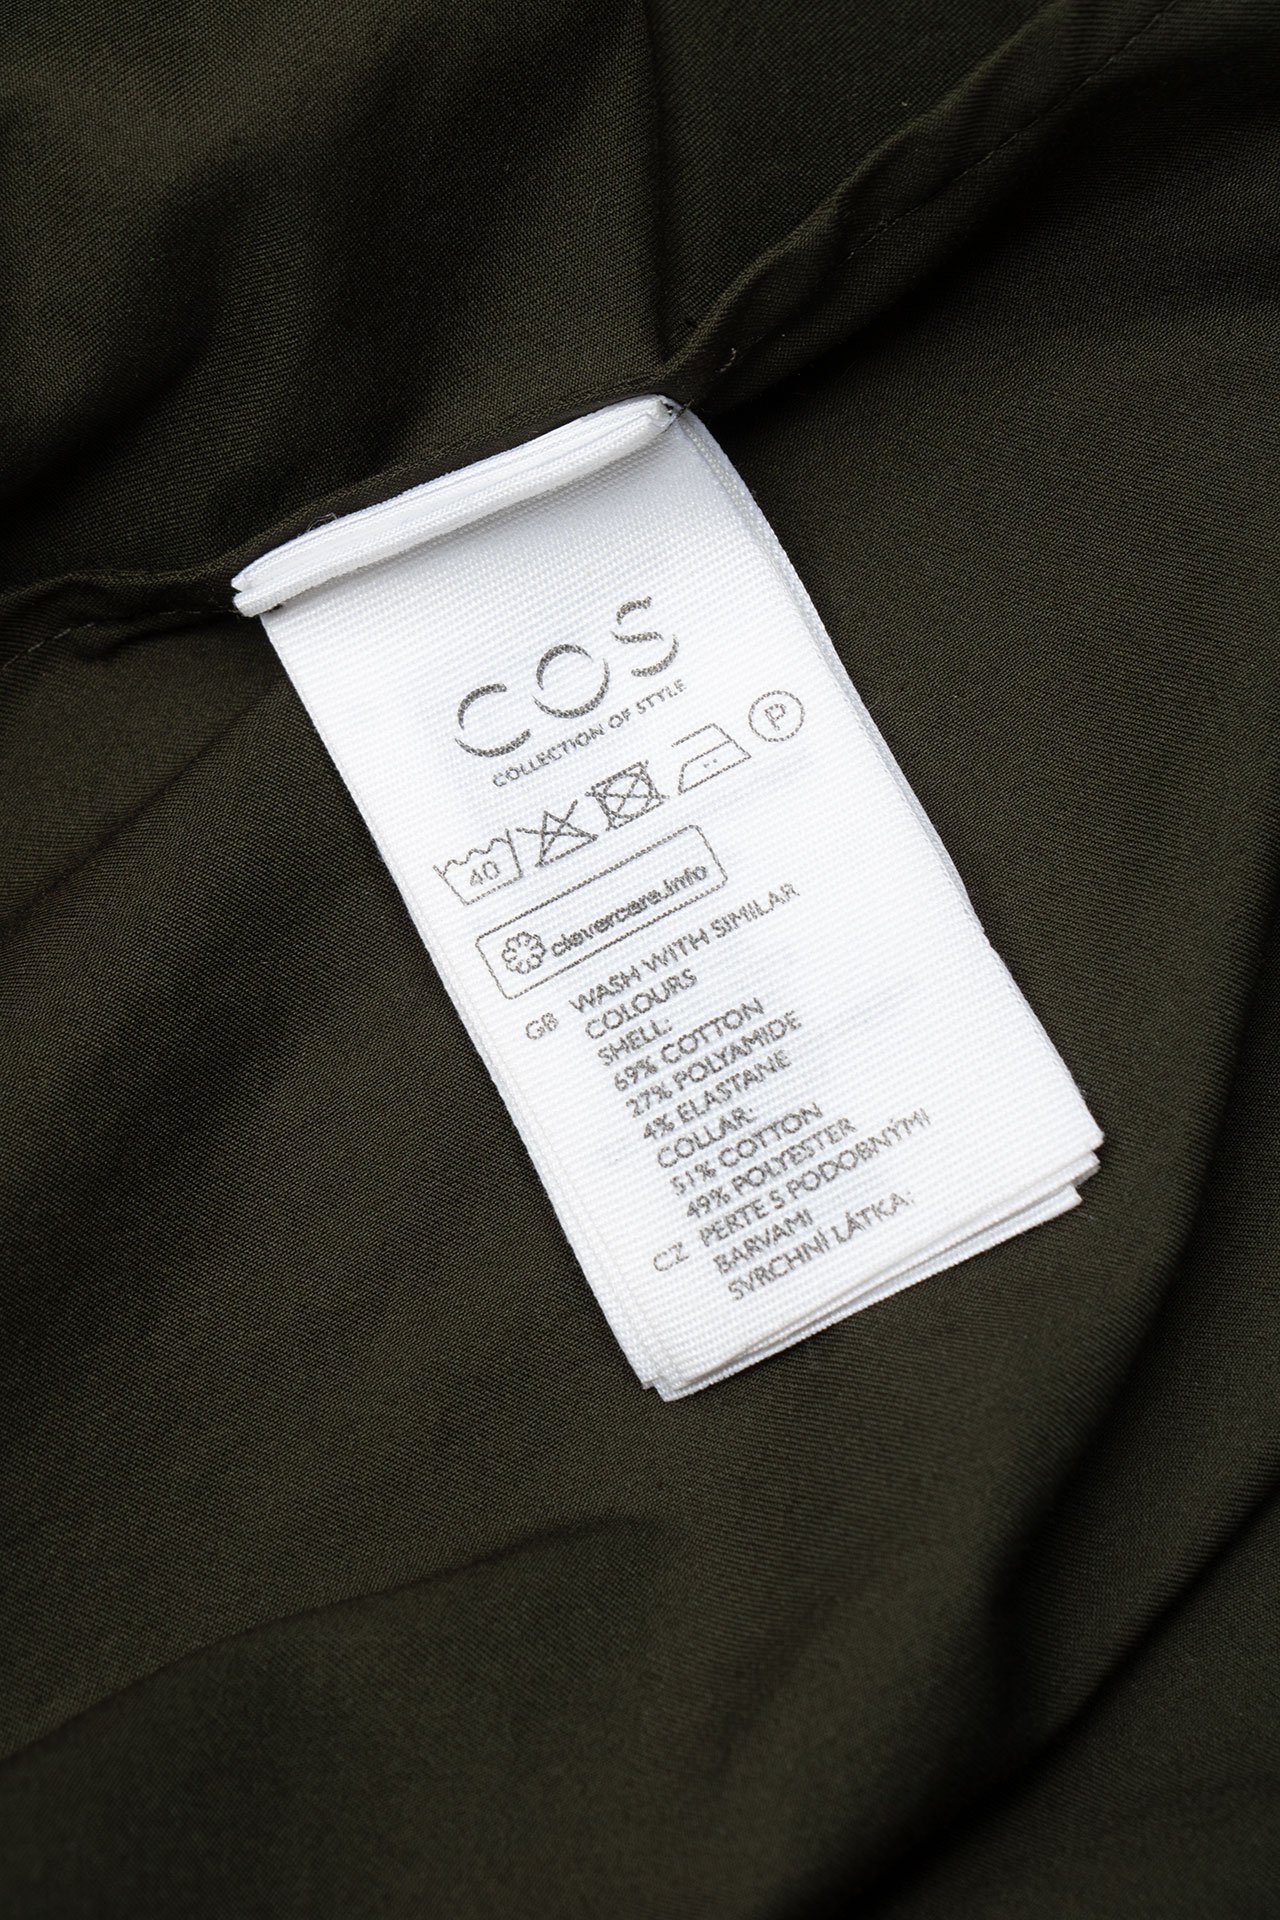 COS
COLLECTION OF STYLE
40
P
clevercare.info
GB WASH WITH SIMILAR
COLOURS
SHELL:
69% COTTON
27% POLYAMIDE
4% ELASTANE
COLLAR:
51% COTTON
49% POLYESTER
CZ PERTE S PODOBNÝMI
BARVAMI
SVRCHNÍ LÁTKA: